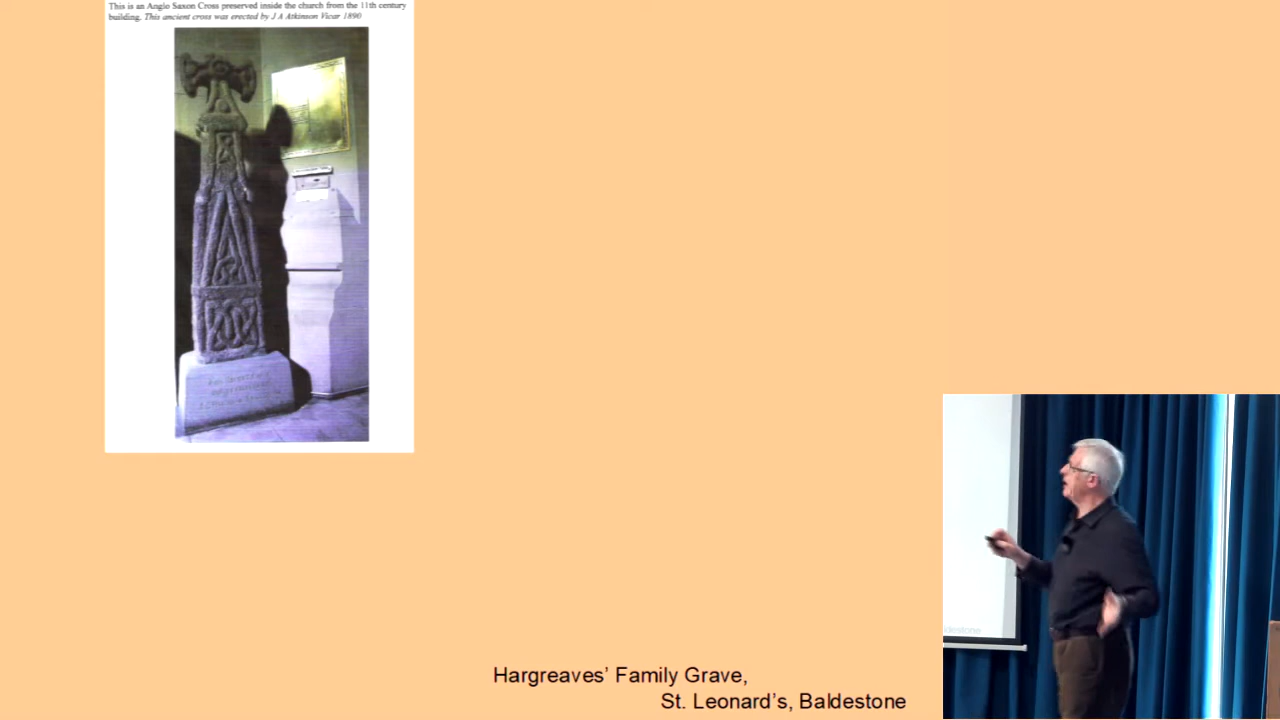 This is an Anglo Saxon Cross preserved inside the church from the 11th century
building. This ancient cross was erected by J A Atkinson Vicar 1890
Hargreaves’ Family Grave,
St. Leonard’s, Baldestone